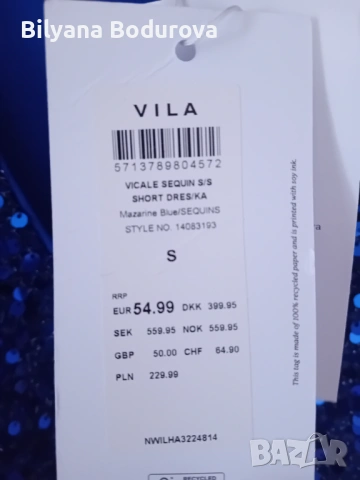 Bilyana Bodurova
VILA
5713789804572
VICALE SEQUIN S/S
SHORT DRES/KA
Mazarine Blue/SEQUINS
STYLE NO. 14083193
S
RRP
EUR 54.99 DKK 399.95
SEK 559.95 NOK 559.95
GBP 50.00 CHF 64.90
PLN 229.99
NWILHA3224814
RECYCLED
This tag is made of 100% recycled paper and is printed with soy ink.
bazar